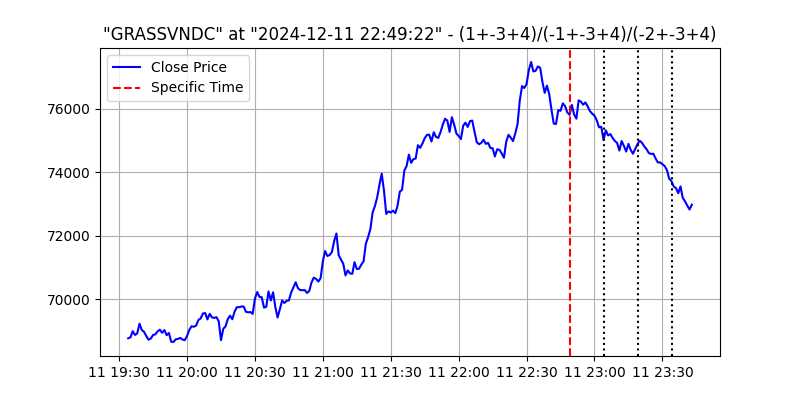 "GRASSVNDC" at "2024-12-11 22:49:22" - (1+-3+4)/(-1+-3+4)/(-2+-3+4)
Close Price
Specific Time
76000
74000
72000
70000
11 19:30 11 20:00 11 20:30 11 21:00 11 21:30 11 22:00 11 22:30 11 23:00 11 23:30